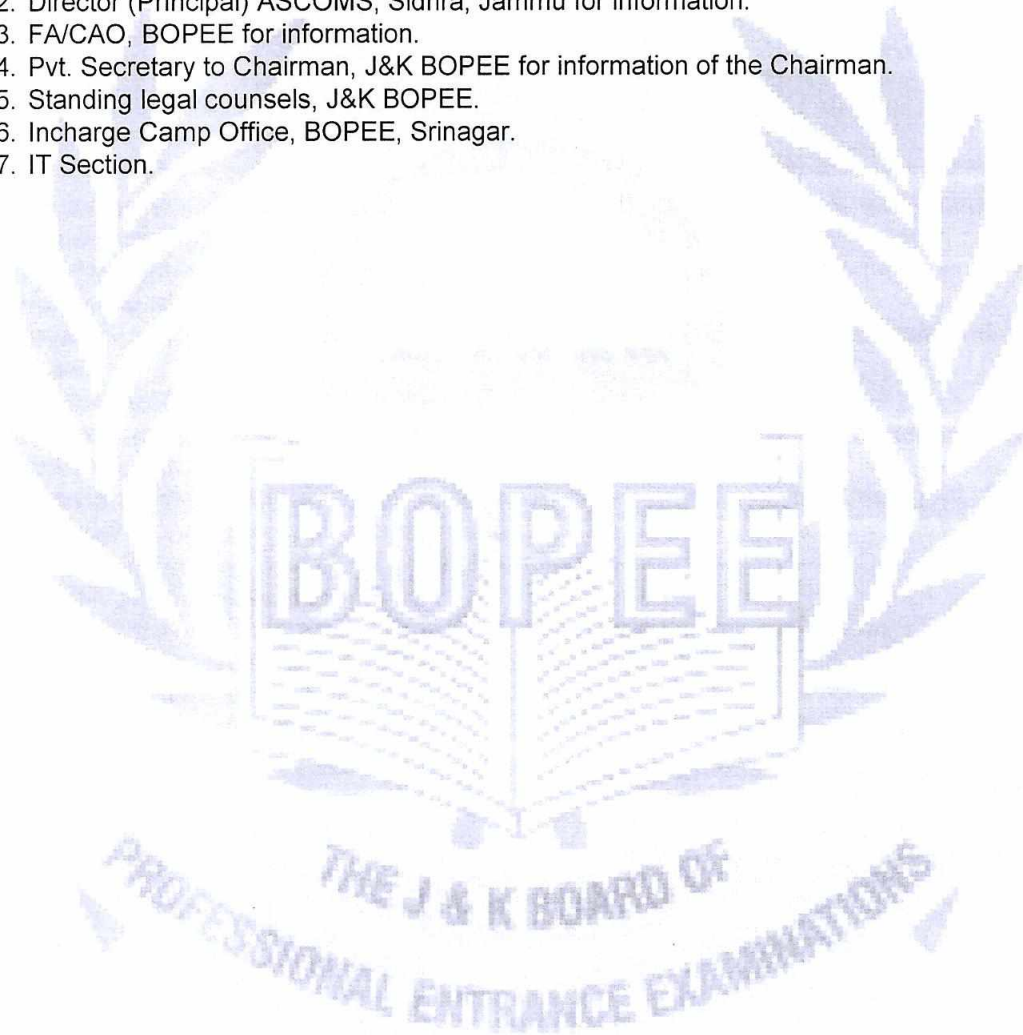 2. Director (Principal) ASCOMS, Sidhra, Jammu for information.
3. FA/CAO, BOPEE for information.
4. Pvt. Secretary to Chairman, J&K BOPEE for information of the Chairman.
5. Standing legal counsels, J&K BOPEE.
6. Incharge Camp Office, BOPEE, Srinagar.
7. IT Section.
BOPEE
THE J & K BOARD OF
PROFESSIONAL ENTRANCE EXAMINATIONS